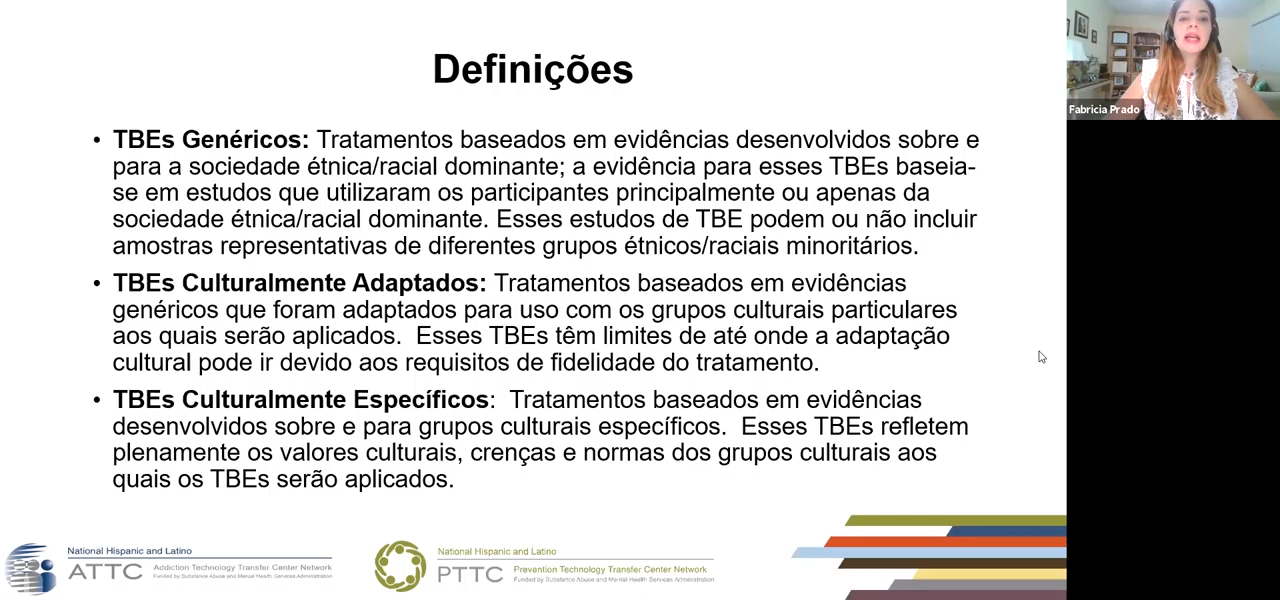 Definições
Fabricia Prado
• TBEs Genéricos: Tratamentos baseados em evidências desenvolvidos sobre e
para a sociedade étnica/racial dominante; a evidência para esses TBEs baseia-
se em estudos que utilizaram os participantes principalmente ou apenas da
sociedade étnica/racial dominante. Esses estudos de TBE podem ou não incluir
amostras representativas de diferentes grupos étnicos/raciais minoritários.
• TBEs Culturalmente Adaptados: Tratamentos baseados em evidências
genéricos que foram adaptados para uso com os grupos culturais particulares
aos quais serão aplicados.  Esses TBEs têm limites de até onde a adaptação
cultural pode ir devido aos requisitos de fidelidade do tratamento.
• TBEs Culturalmente Específicos:  Tratamentos baseados em evidências
desenvolvidos sobre e para grupos culturais específicos.  Esses TBEs refletem
plenamente os valores culturais, crenças e normas dos grupos culturais aos
quais os TBEs serão aplicados.
National Hispanic and Latino
ATTC
Addiction Technology Transfer Center Network
Funded by Substance Abuse and Mental Health Services Administration
National Hispanic and Latino
PTTC
Prevention Technology Transfer Center Network
Funded by Substance Abuse and Mental Health Services Administration